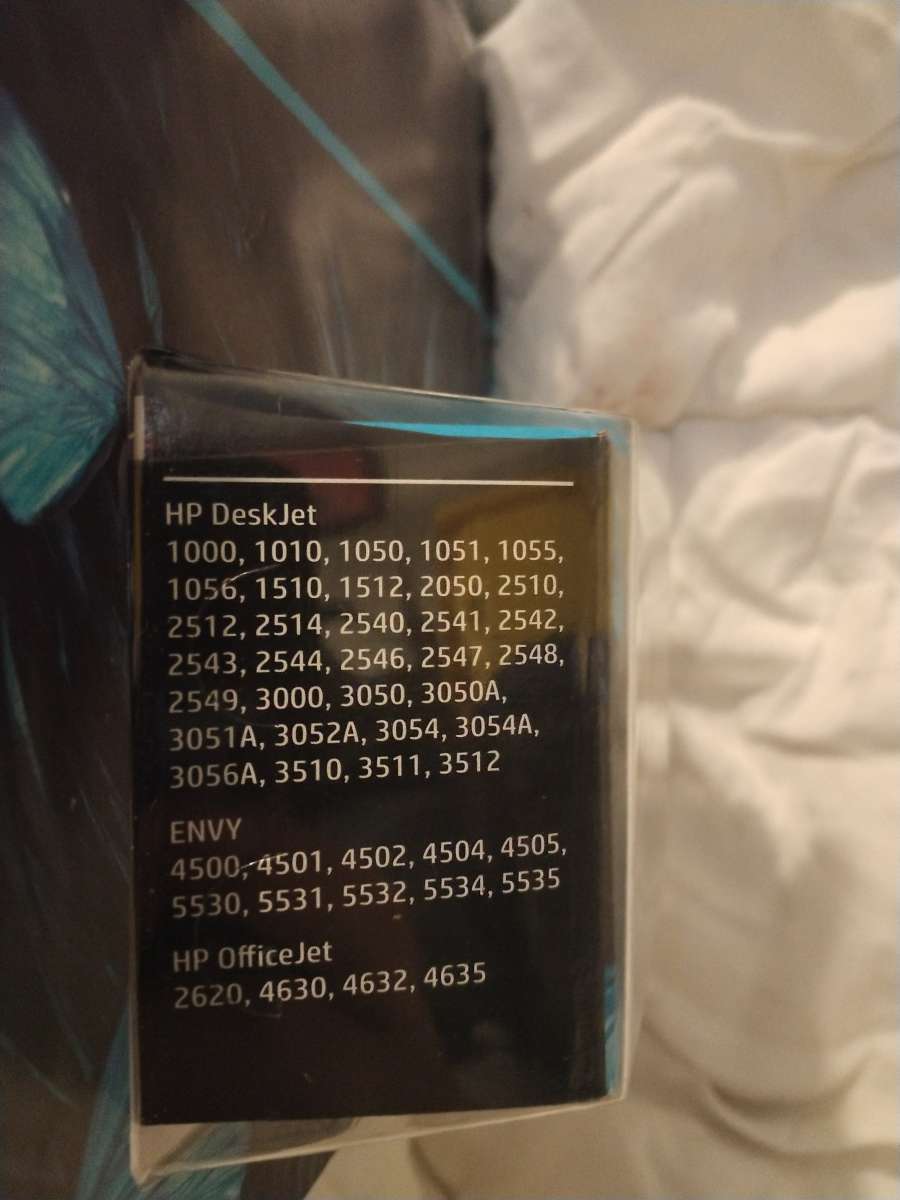 HP DeskJet
1000, 1010, 1050, 1051, 1055,
1056, 1510, 1512, 2050, 2510,
2512, 2514, 2540, 2541, 2542,
2543, 2544, 2546, 2547, 2548,
2549, 3000, 3050, 3050A,
3051A, 3052A, 3054, 3054A,
3056A, 3510, 3511, 3512
ENVY
4500, 4501, 4502, 4504, 4505,
5530, 5531, 5532, 5534, 5535
HP OfficeJet
2620, 4630, 4632, 4635